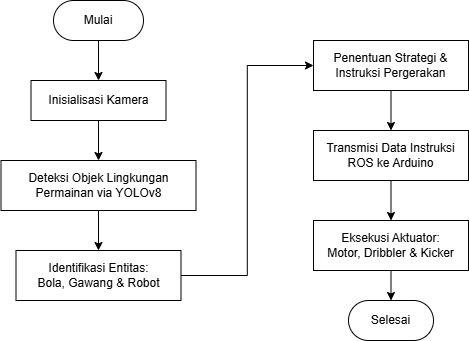 Mulai
Inisialisasi Kamera
Deteksi Objek Lingkungan
Permainan via YOLOv8
Identifikasi Entitas:
Bola, Gawang & Robot
Penentuan Strategi &
Instruksi Pergerakan
Transmisi Data Instruksi
ROS ke Arduino
Eksekusi Aktuator:
Motor, Dribbler & Kicker
Selesai